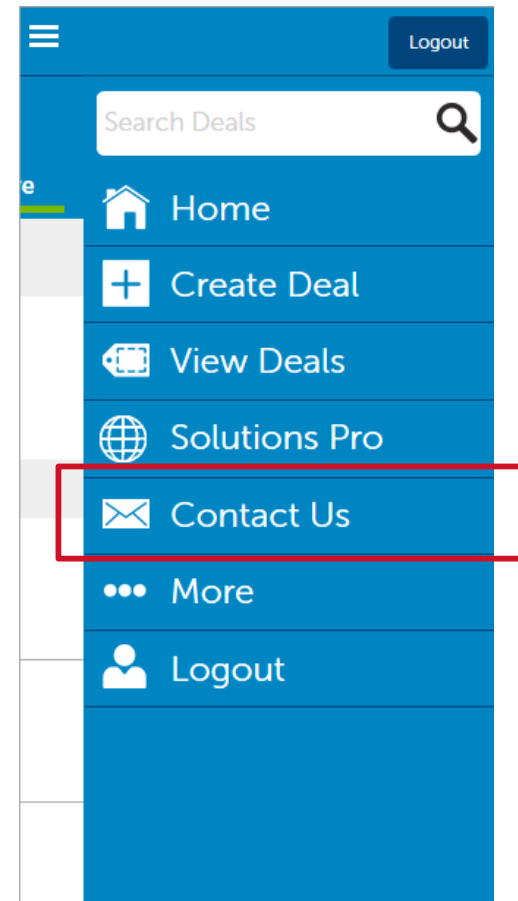 Logout
Search Deals
e
Home
Create Deal
View Deals
Solutions Pro
Contact Us
More
Logout